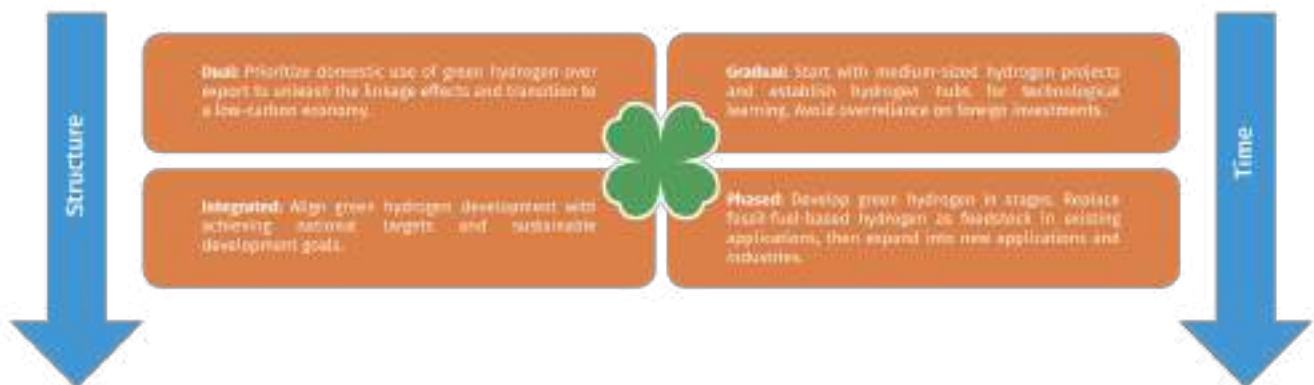 Structure
Dual: Prioritize domestic use of green hydrogen over
export to unleash the linkage effects and transition to
a low-carbon economy.
Integrated: Align green hydrogen development with
achieving national targets and sustainable
development goals.
Gradual: Start with medium-sized hydrogen projects
and establish hydrogen hubs for technological
learning. Avoid overreliance on foreign investments.
Phased: Develop green hydrogen in stages. Replace
fossil-fuel-based hydrogen as feedstock in existing
applications, then expand into new applications and
industries.
Time